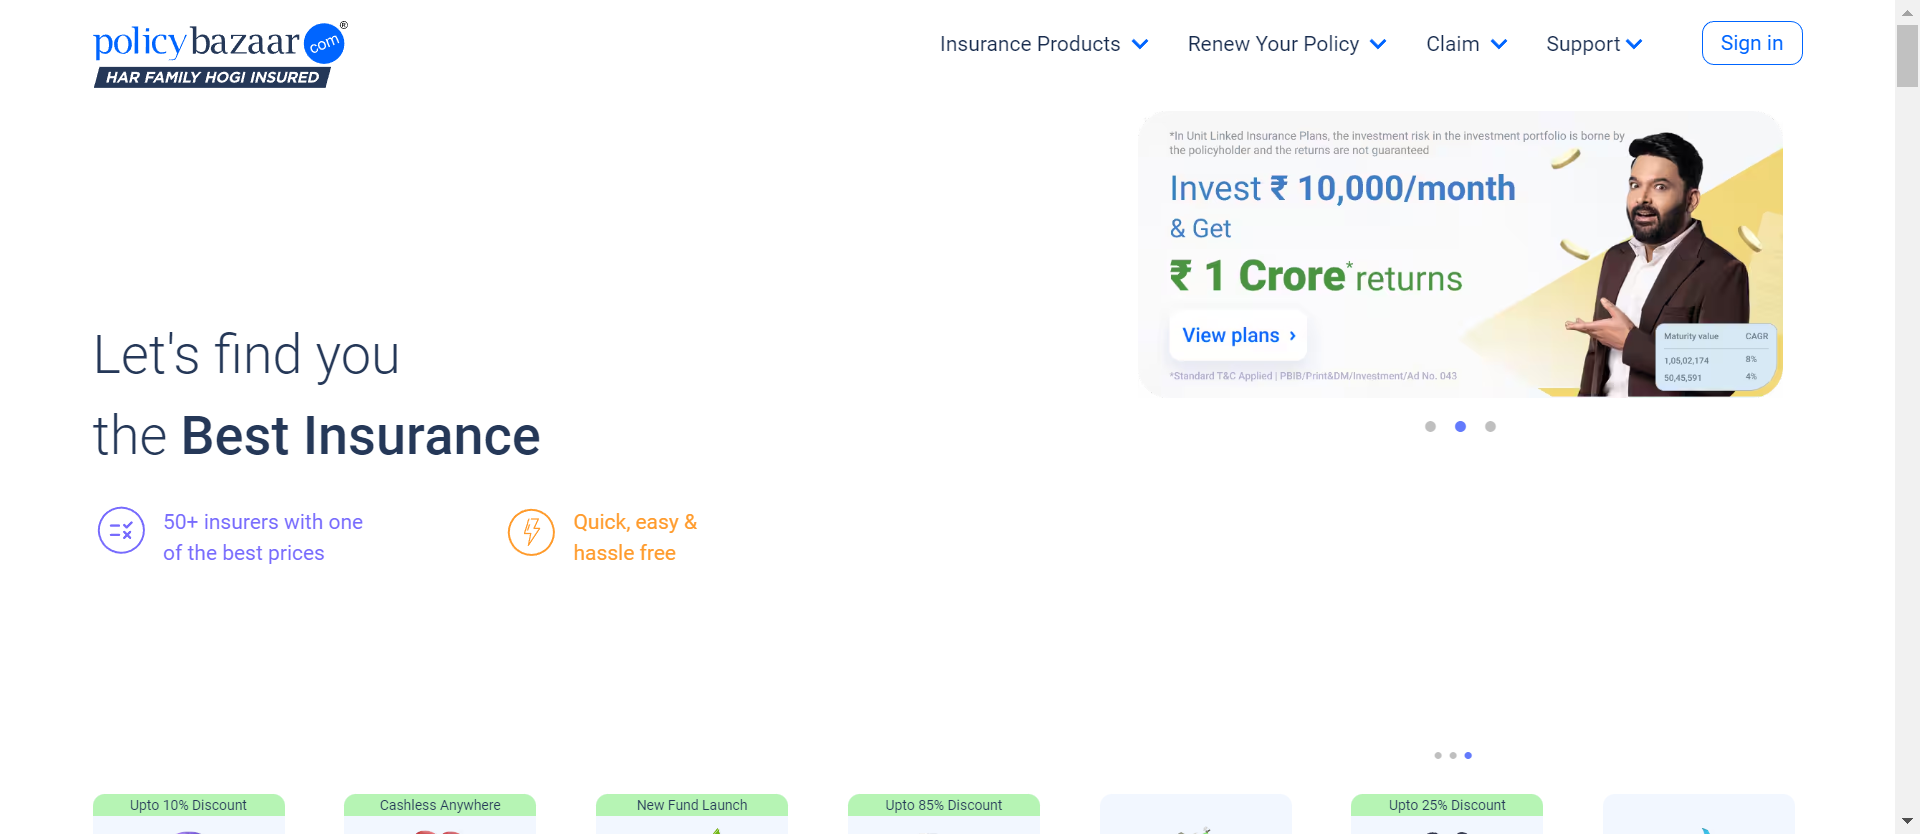 policybazaar com ®
HAR FAMILY HOGI INSURED
Insurance Products
Renew Your Policy
Claim
Support
Sign in
*In Unit Linked Insurance Plans, the investment risk in the investment portfolio is borne by
the policyholder and the returns are not guaranteed
Invest ₹ 10,000/month
& Get
₹ 1 Crore* returns
View plans ›
*Standard T&C Applied | PBIB/Print&DM/Investment/Ad No. 043
Maturity value CAGR
1,05,02,174 8%
50,45,591 4%
Let's find you
the Best Insurance
50+ insurers with one
of the best prices
Quick, easy &
hassle free
Upto 10% Discount
Cashless Anywhere
New Fund Launch
Upto 85% Discount
Upto 25% Discount